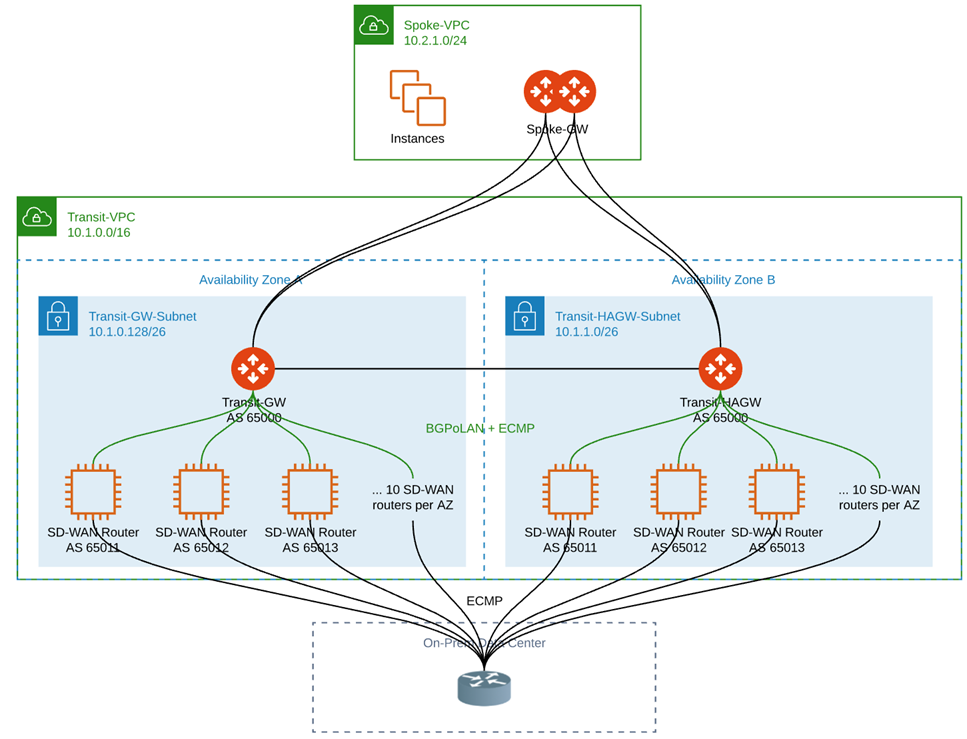 Spoke-VPC
10.2.1.0/24
Instances
Spoke-GW
Transit-VPC
10.1.0.0/16
Availability Zone A
Availability Zone B
Transit-GW-Subnet
10.1.0.128/26
Transit-HAGW-Subnet
10.1.1.0/26
Transit-GW
AS 65000
Transit-HAGW
AS 65000
BGPoLAN + ECMP
SD-WAN Router
AS 65011
SD-WAN Router
AS 65012
SD-WAN Router
AS 65013
... 10 SD-WAN
routers per AZ
SD-WAN Router
AS 65011
SD-WAN Router
AS 65012
SD-WAN Router
AS 65013
... 10 SD-WAN
routers per AZ
ECMP
On-Prem Data Center